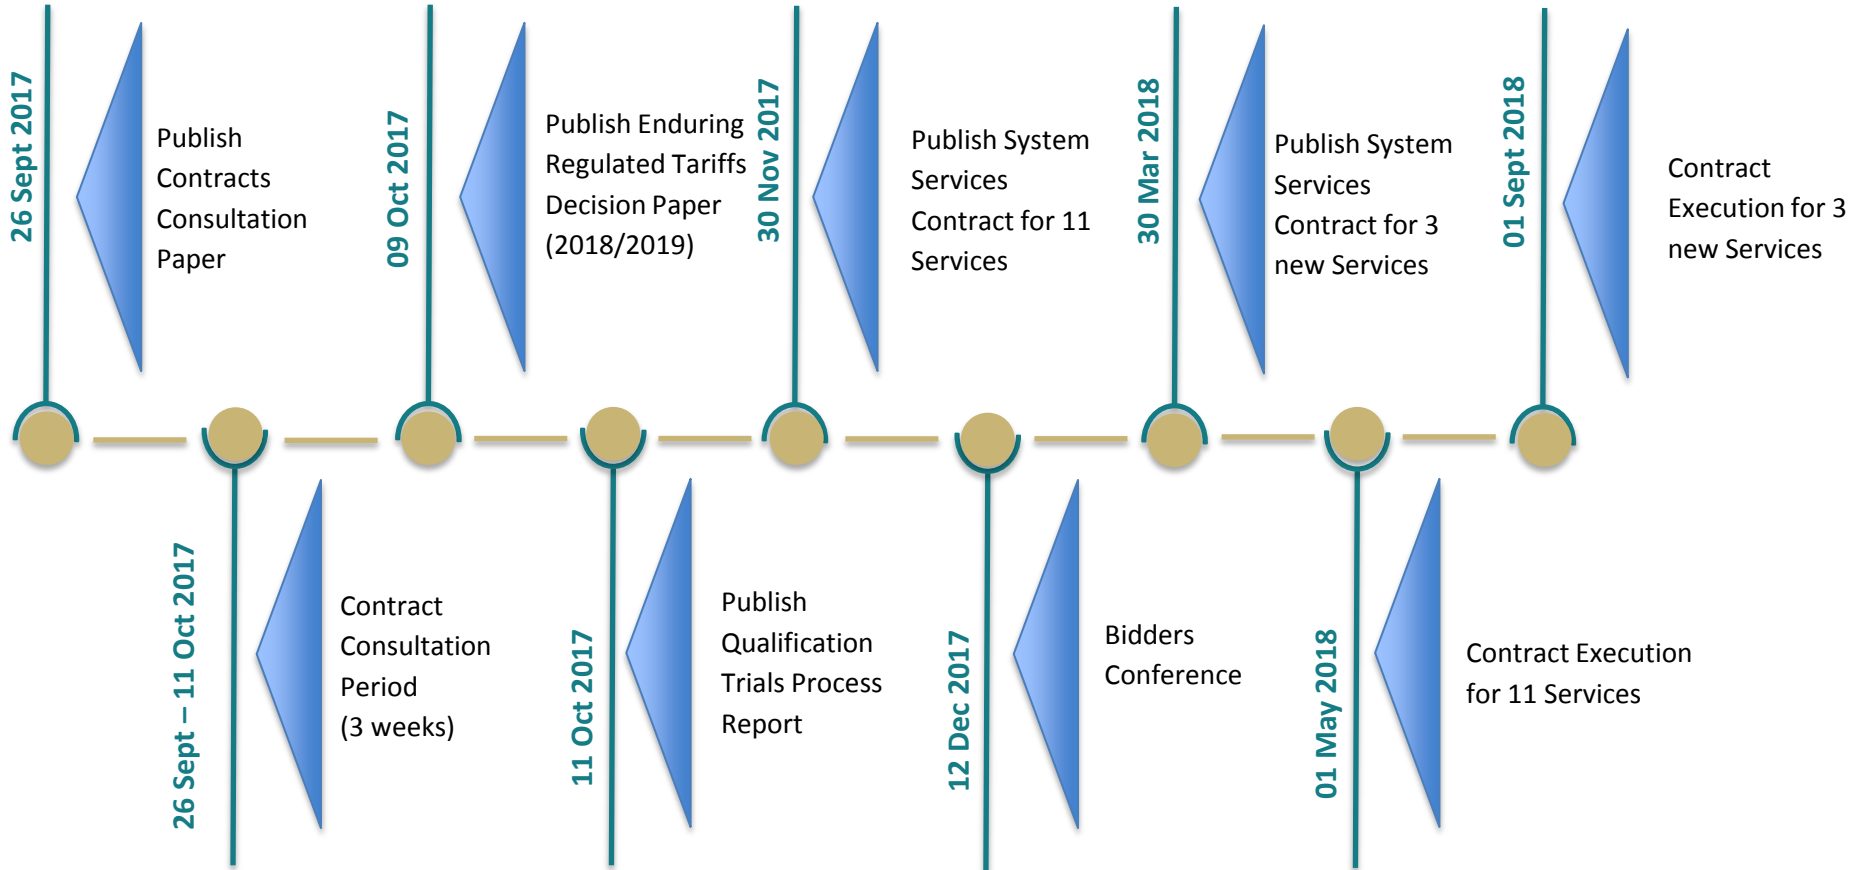 26 Sept 2017
Publish
Contracts
Consultation
Paper
26 Sept – 11 Oct 2017
Contract
Consultation
Period
(3 weeks)
09 Oct 2017
Publish Enduring
Regulated Tariffs
Decision Paper
(2018/2019)
11 Oct 2017
Publish
Qualification
Trials Process
Report
30 Nov 2017
Publish System
Services
Contract for 11
Services
12 Dec 2017
Bidders
Conference
30 Mar 2018
Publish System
Services
Contract for 3
new Services
01 May 2018
Contract Execution
for 11 Services
01 Sept 2018
Contract
Execution for 3
new Services